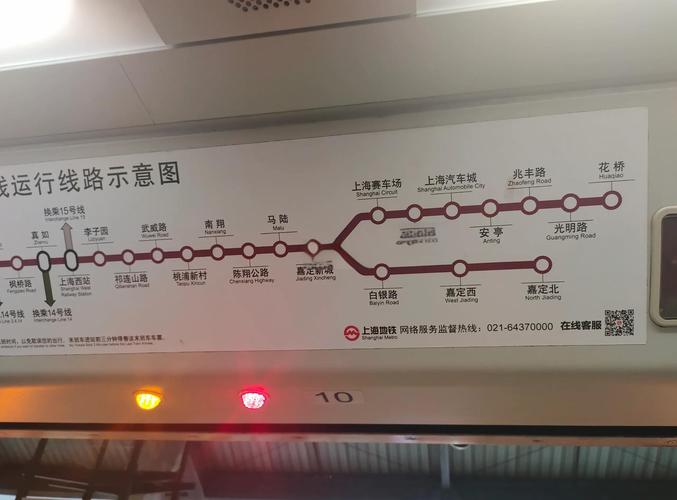 线运行线路示意图
换乘15号线
Interchange Line 15
枫桥路
Fengqiao Road
真如
Zhenru
上海西站
Shanghai West
Railway Station
李子园
Liziyuan
祁连山路
Qilianshan Road
武威路
Wuwei Road
桃浦新村
Taopu Xincun
南翔
Nanxiang
陈翔公路
Chenxiang Highway
马陆
Malu
嘉定新城
Jiading Xincheng
上海赛车场
Shanghai Circuit
上海汽车城
Shanghai Automobile City
安亭
Anting
兆丰路
Zhaofeng Road
光明路
Guangming Road
花桥
Huaqiao
白银路
Baiyin Road
嘉定西
West Jiading
嘉定北
North Jiading
14号线
换乘14号线
Interchange Line 14
上海地铁 网络服务监督热线：021-64370000 在线客服
Shanghai Metro
10